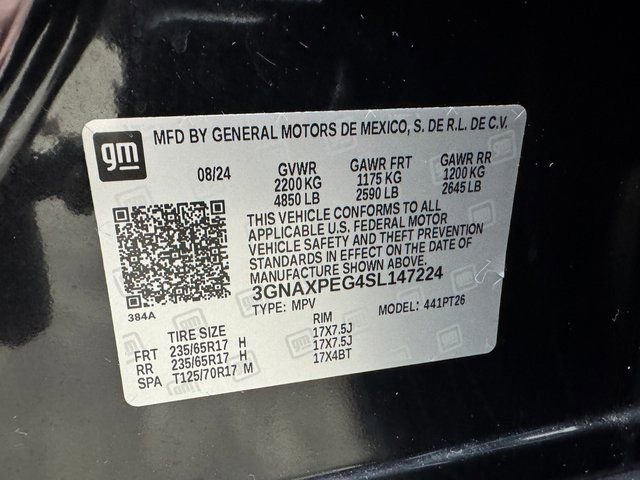 gm
MFD BY GENERAL MOTORS DE MEXICO, S. DE R.L. DE C.V.
08/24 GVWR GAWR FRT GAWR RR
2200 KG 1175 KG 1200 KG
4850 LB 2590 LB 2645 LB
THIS VEHICLE CONFORMS TO ALL
APPLICABLE U.S. FEDERAL MOTOR
VEHICLE SAFETY AND THEFT PREVENTION
STANDARDS IN EFFECT ON THE DATE OF
MANUFACTURE SHOWN ABOVE.
3GNAXPEG4SL147224
384A
TYPE: MPV MODEL: 441PT26
TIRE SIZE RIM
FRT 235/65R17 H 17X7.5J
RR 235/65R17 H 17X7.5J
SPA T125/70R17 M 17X4BT